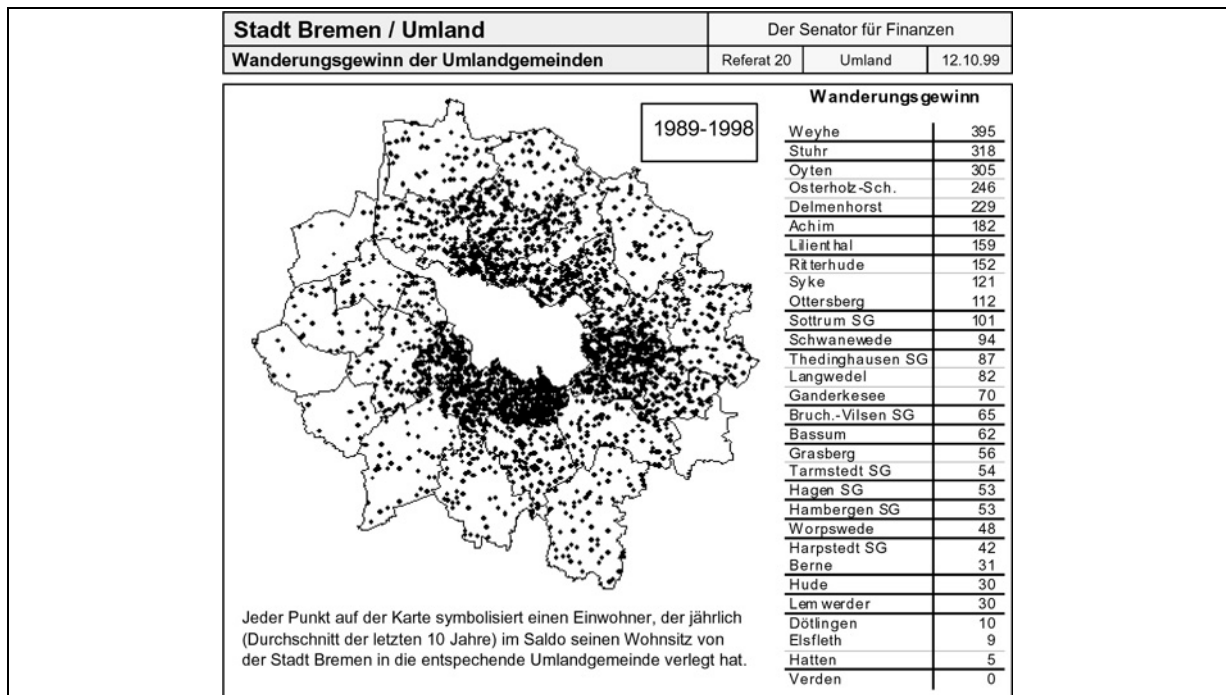 Stadt Bremen / Umland
Der Senator für Finanzen
Wanderungsgewinn der Umlandgemeinden
Referat 20 Umland 12.10.99
Wanderungsgewinn
1989-1998
Weyhe 395
Stuhr 318
Oyten 305
Osterholz-Sch. 246
Delmenhorst 229
Achim 182
Lilienthal 159
Ritterhude 152
Syke 121
Ottersberg 112
Sottrum SG 101
Schwanewede 94
Thedinghausen SG 87
Langwedel 82
Ganderkesee 70
Bruch.-Vilsen SG 65
Bassum 62
Grasberg 56
Tarmstedt SG 54
Hagen SG 53
Hambergen SG 53
Worpswede 48
Harpstedt SG 42
Berne 31
Hude 30
Lemwerder 30
Dötlingen 10
Elsfleth 9
Hatten 5
Verden 0
Jeder Punkt auf der Karte symbolisiert einen Einwohner, der jährlich
(Durchschnitt der letzten 10 Jahre) im Saldo seinen Wohnsitz von
der Stadt Bremen in die entspechende Umlandgemeinde verlegt hat.